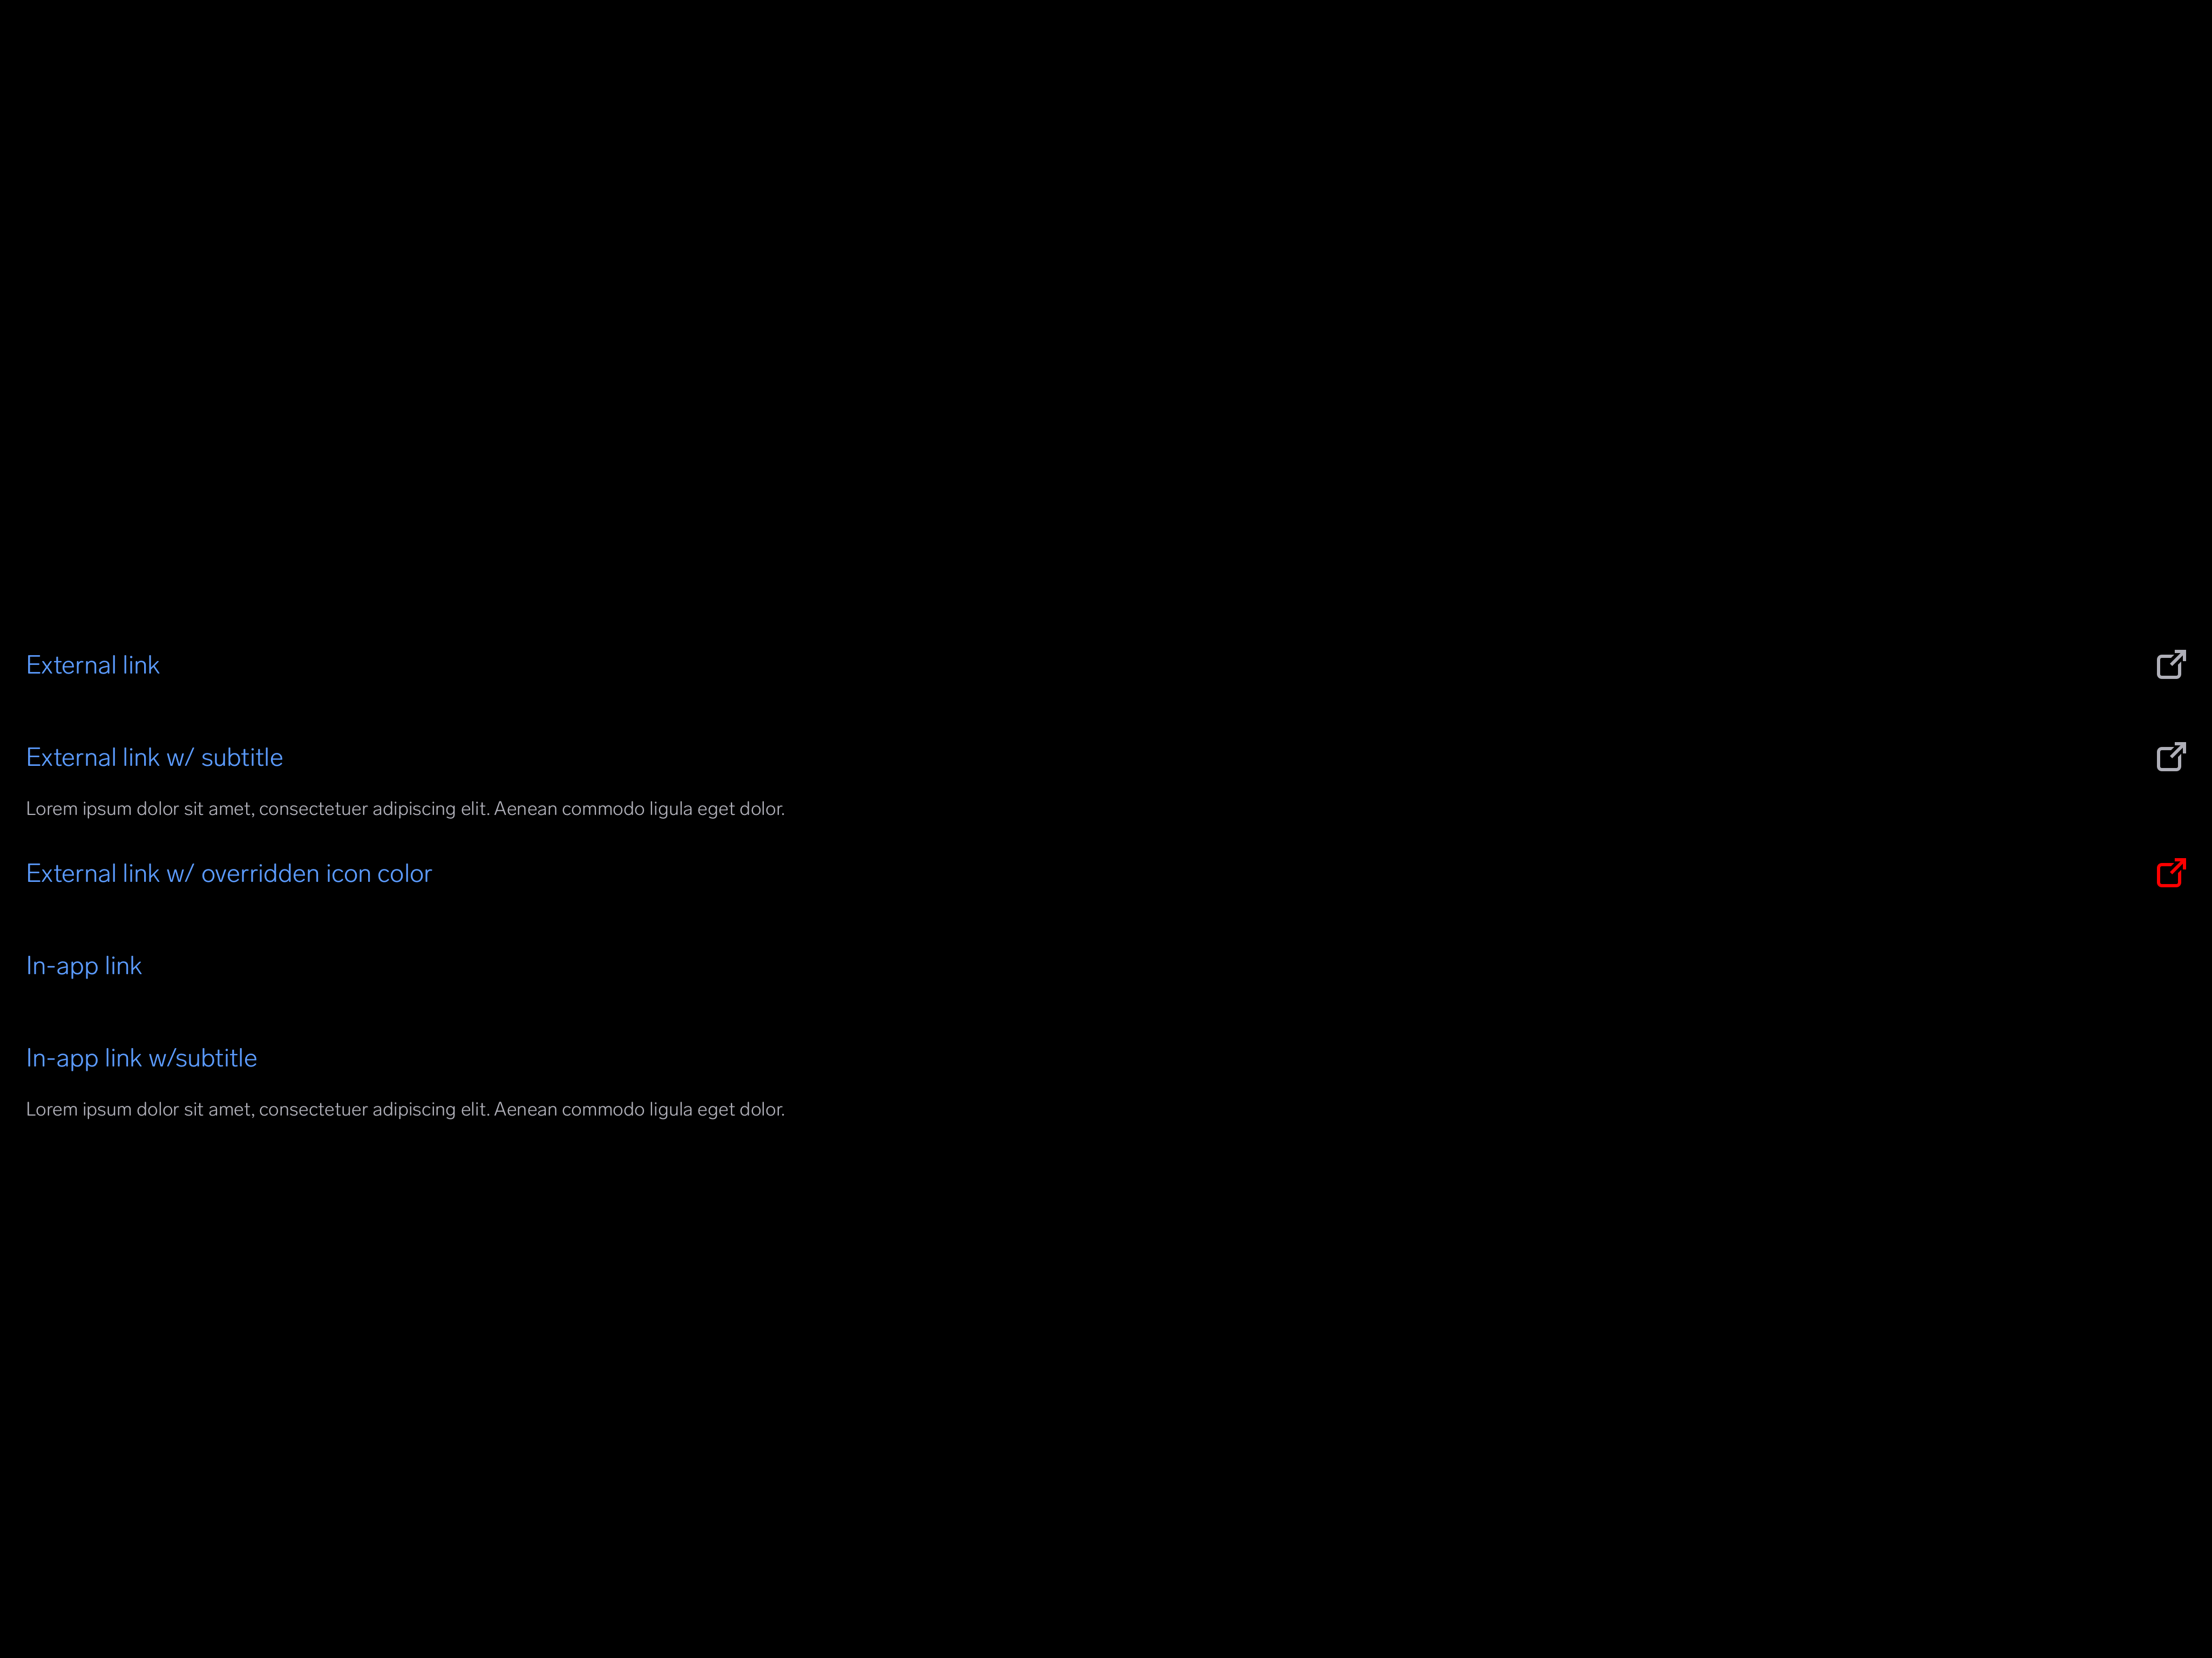 External link
External link w/ subtitle
Lorem ipsum dolor sit amet, consectetuer adipiscing elit. Aenean commodo ligula eget dolor.
External link w/ overridden icon color
In-app link
In-app link w/subtitle
Lorem ipsum dolor sit amet, consectetuer adipiscing elit. Aenean commodo ligula eget dolor.